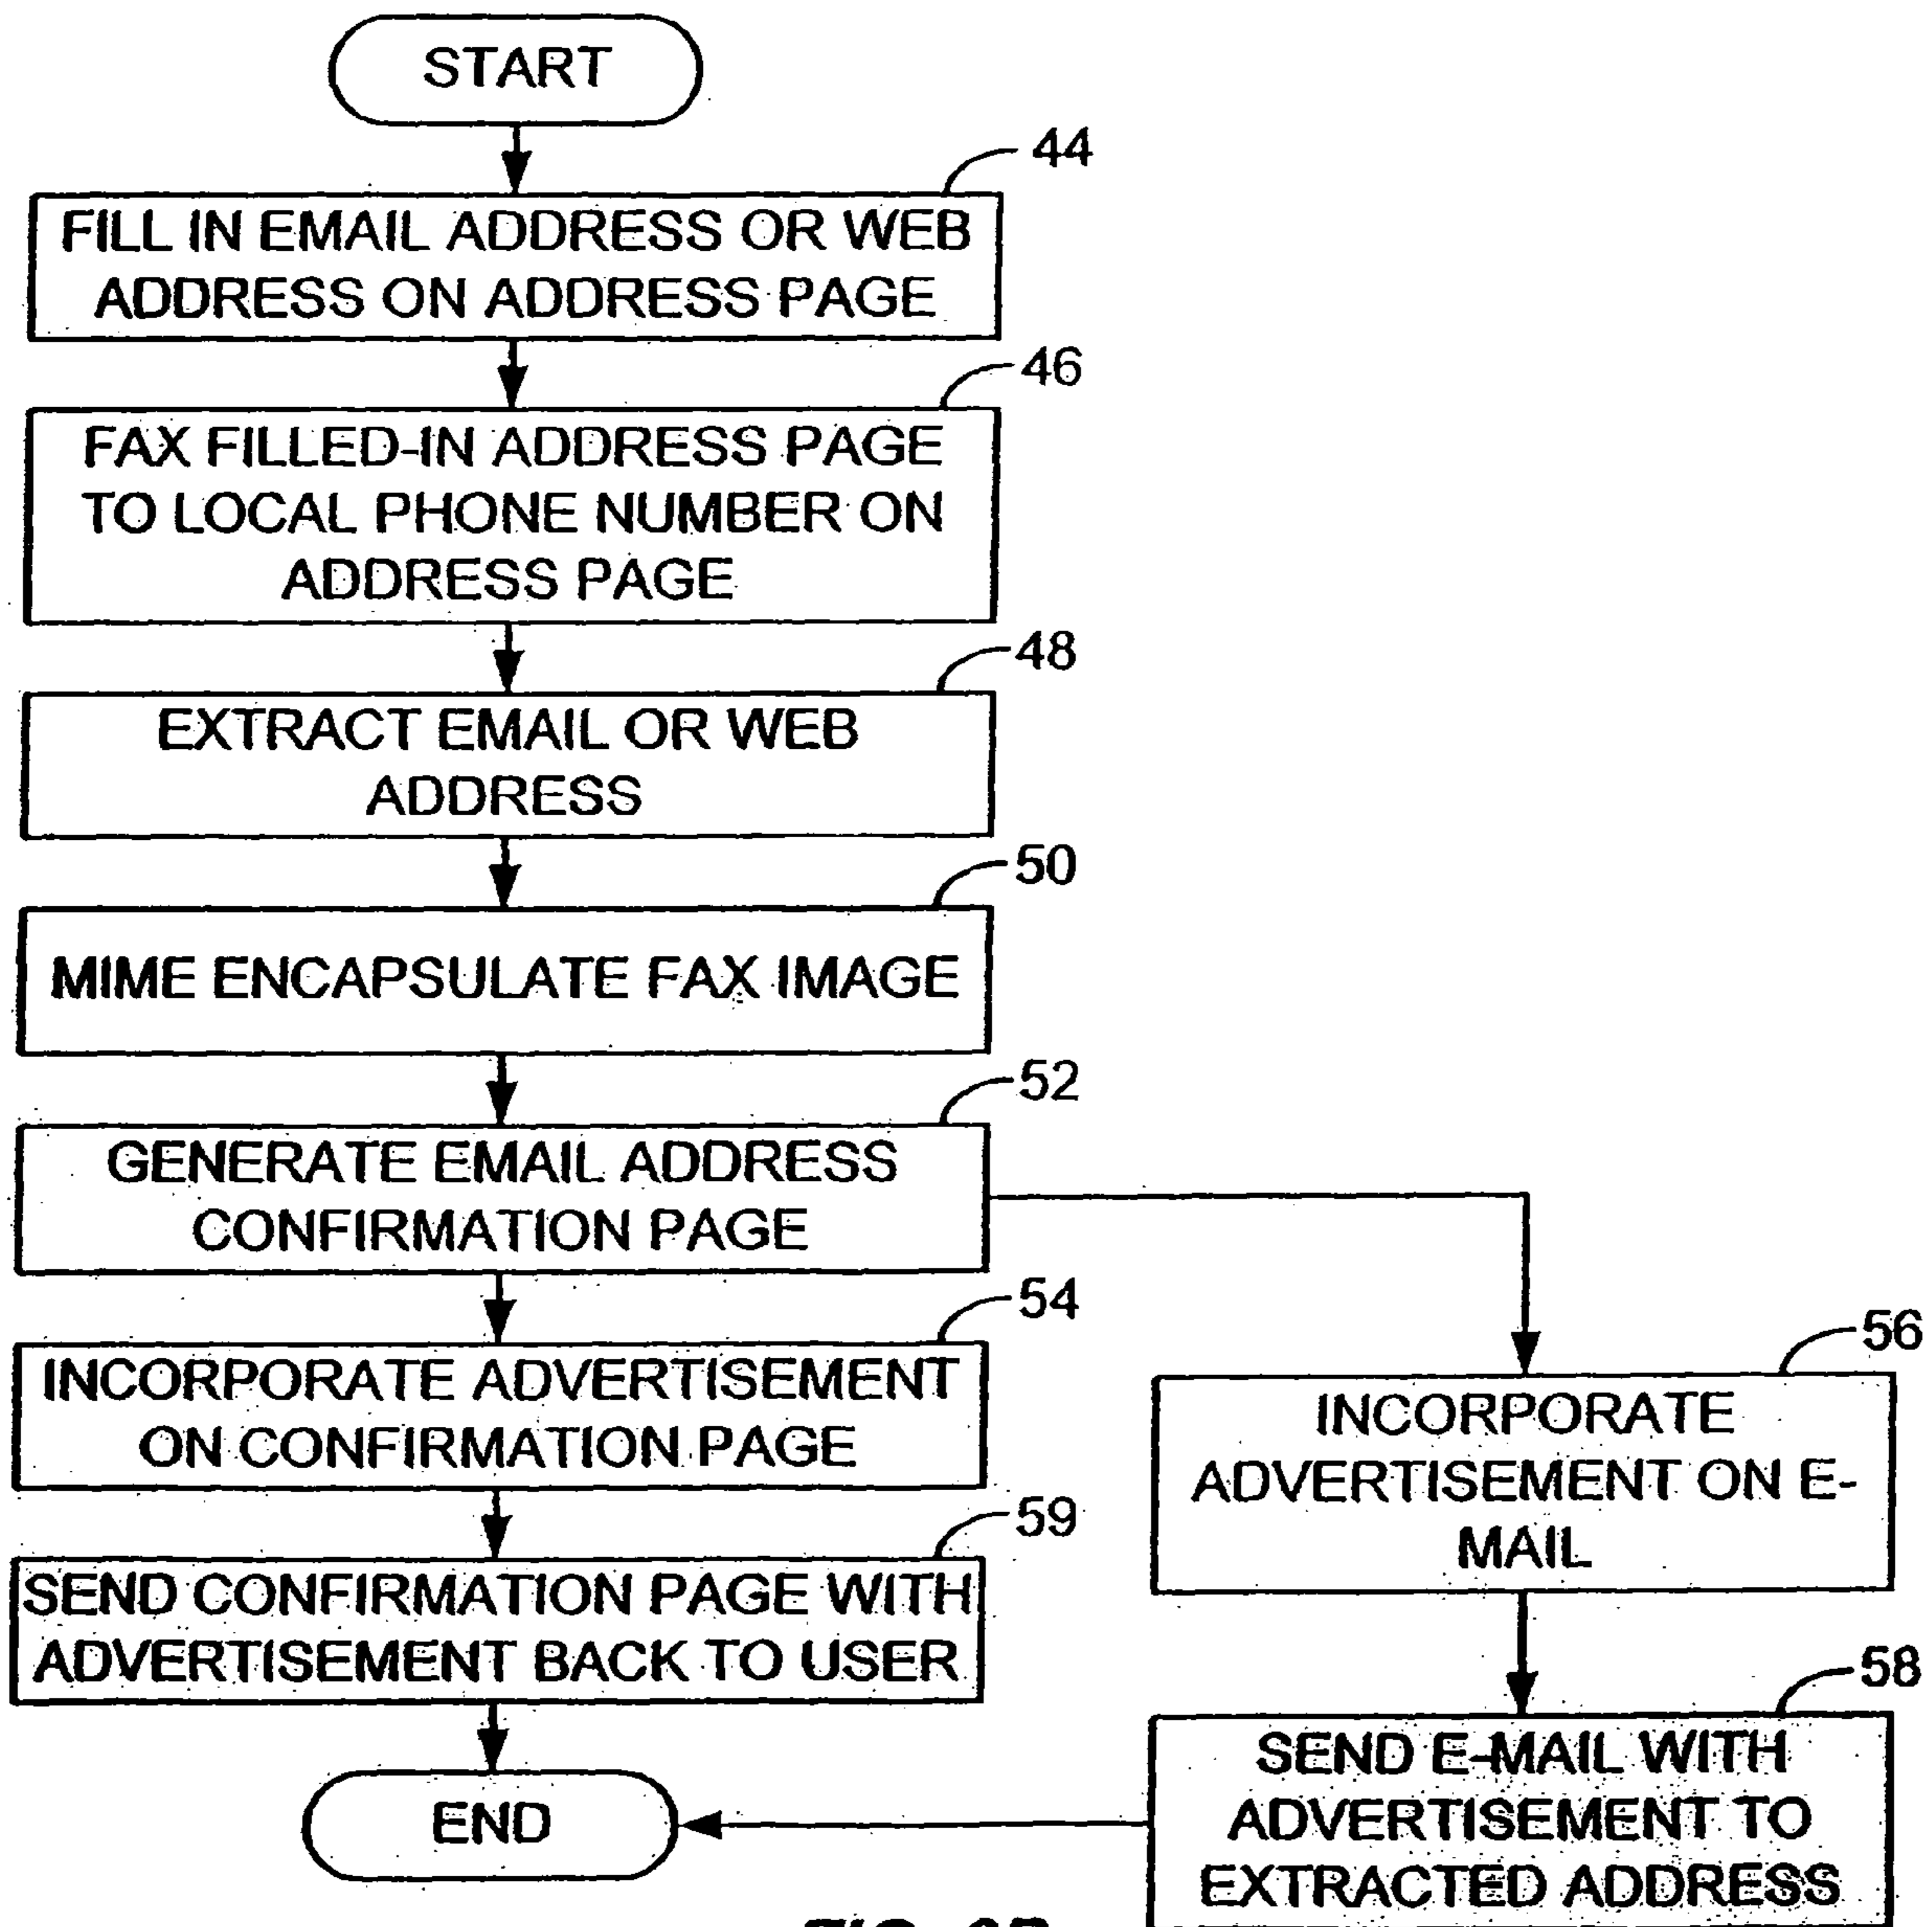 START
44
FILL IN EMAIL ADDRESS OR WEB
ADDRESS ON ADDRESS PAGE
46
FAX FILLED-IN ADDRESS PAGE
TO LOCAL PHONE NUMBER ON
ADDRESS PAGE
48
EXTRACT EMAIL OR WEB
ADDRESS
50
MIME ENCAPSULATE FAX IMAGE
52
GENERATE EMAIL ADDRESS
CONFIRMATION PAGE
54
INCORPORATE ADVERTISEMENT
ON CONFIRMATION PAGE
59
SEND CONFIRMATION PAGE WITH
ADVERTISEMENT BACK TO USER
END
56
INCORPORATE
ADVERTISEMENT ON E-
MAIL
58
SEND E-MAIL WITH
ADVERTISEMENT TO
EXTRACTED ADDRESS